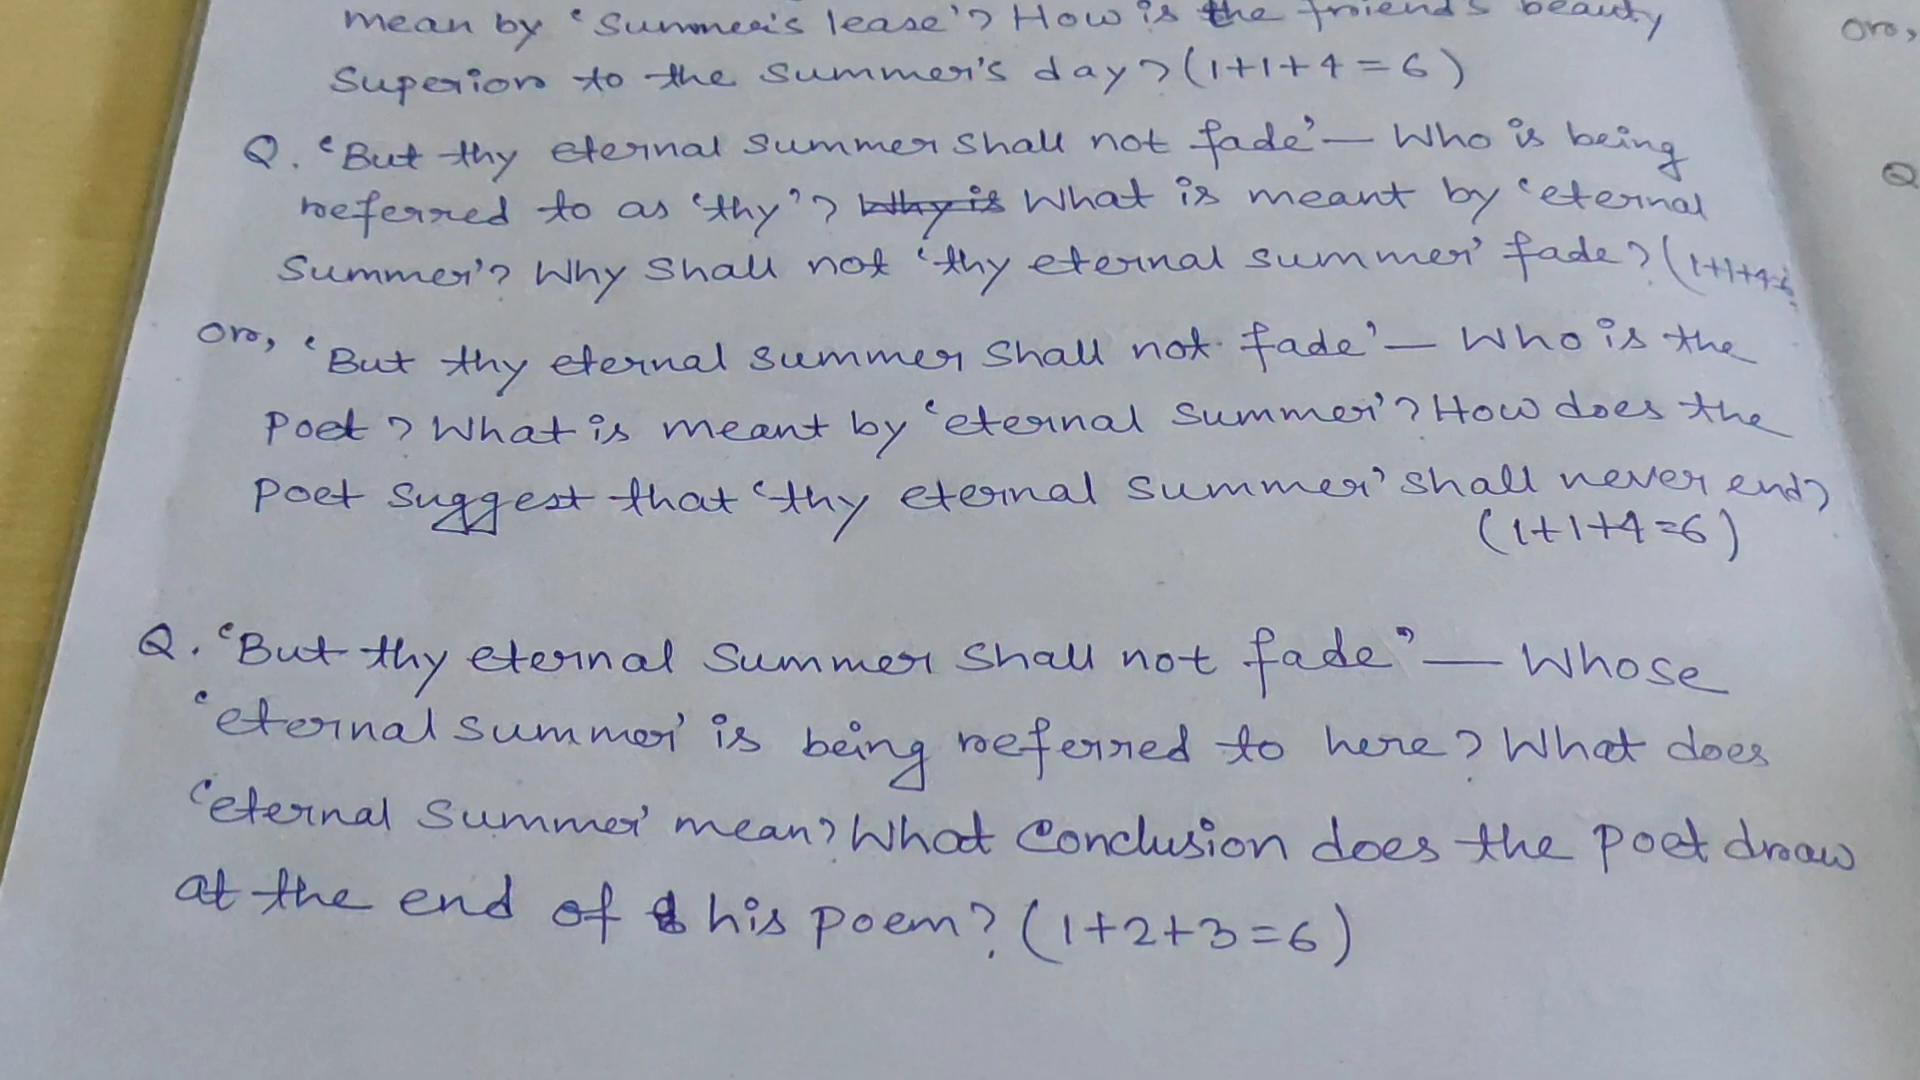 mean by 'Summer's lease'? How is the friend's beauty
Superior to the summer's day? (1+1+4=6)
Q. 'But thy eternal summer shall not fade' — Who is being
referred to as 'thy'? Why is What is meant by 'eternal
Summer'? Why shall not 'thy eternal summer' fade? (1+1+4=
or, 'But thy eternal summer shall not fade' — Who is the
poet? What is meant by 'eternal summer'? How does the
poet suggest that 'thy eternal summer' shall never end?
(1+1+4=6)
Q. 'But thy eternal summer shall not fade' — Whose
'eternal summer' is being referred to here? What does
'eternal summer' mean? What conclusion does the poet draw
at the end of his poem? (1+2+3=6)
or,
Q